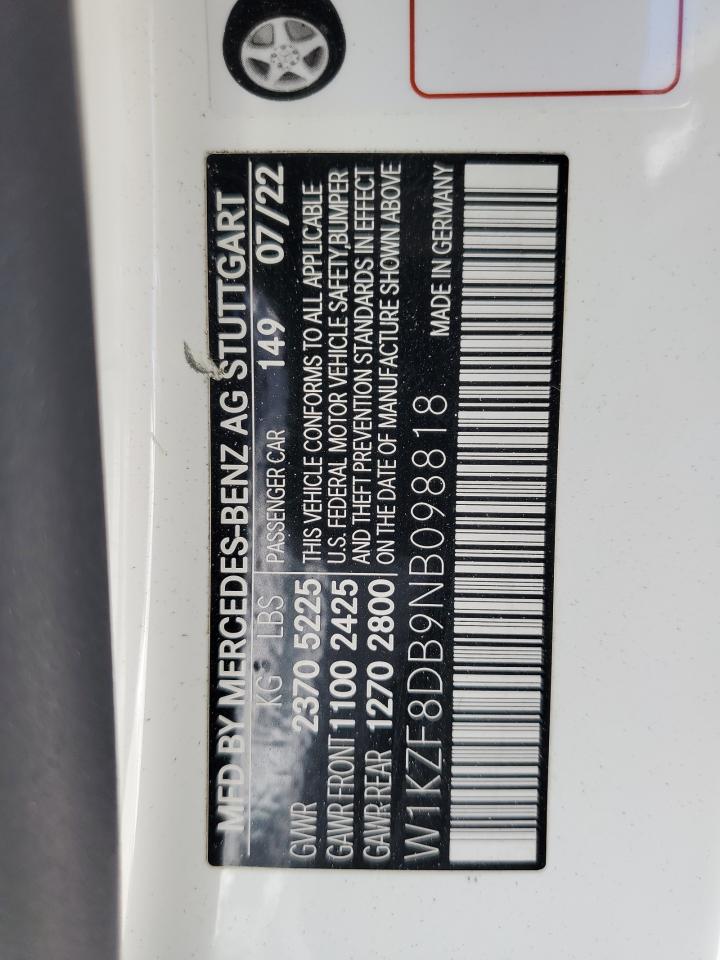 MFD BY MERCEDES-BENZ AG STUTTGART
KG LBS PASSENGER CAR 149 07/22
GVWR 2370 5225 THIS VEHICLE CONFORMS TO ALL APPLICABLE
GAWR FRONT 1100 2425 U.S. FEDERAL MOTOR VEHICLE SAFETY, BUMPER
GAWR REAR 1270 2800 AND THEFT PREVENTION STANDARDS IN EFFECT
ON THE DATE OF MANUFACTURE SHOWN ABOVE
W1KZF8DB9NB098818 MADE IN GERMANY